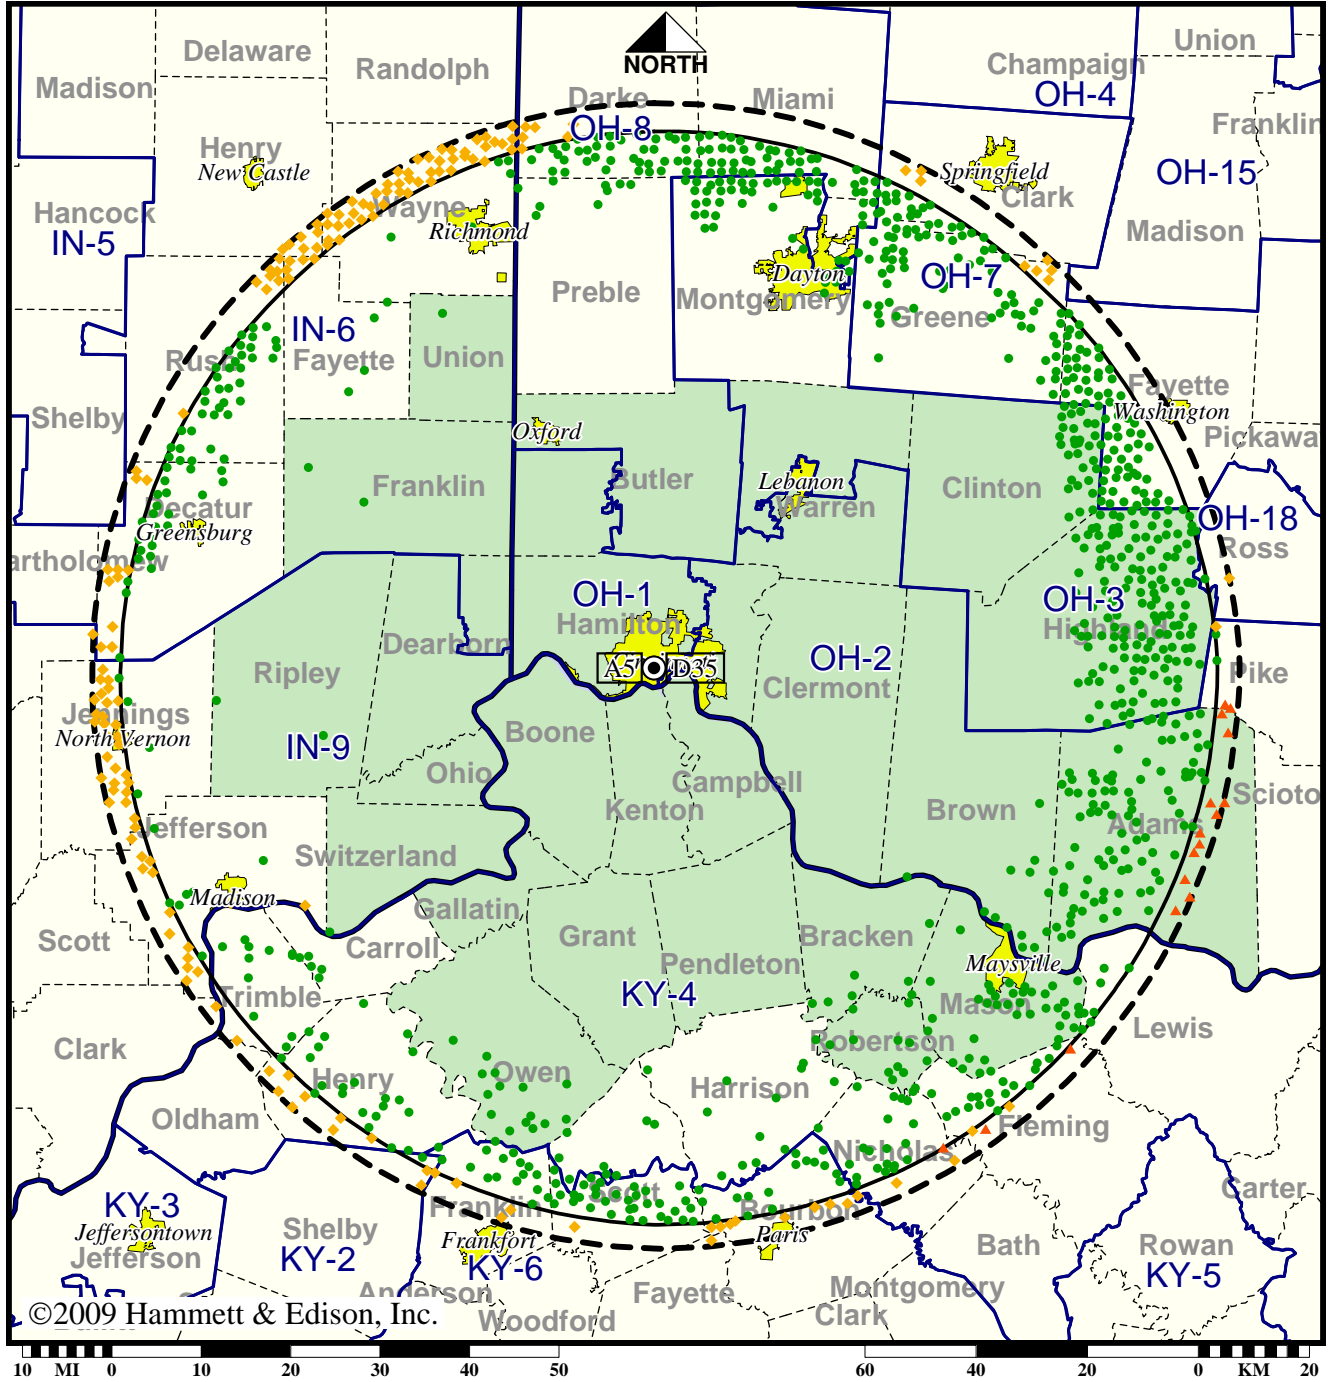 Union
Delaware
Randolph
NORTH
Champaign
Madison
Darke
Miami
OH-4
OH-8
Franklin
Henry
New Castle
Springfield
OH-15
Clark
Hancock
Wayne
IN-5
Richmond
Madison
Dayton
OH-7
Preble
Montgomery
Greene
IN-6
Rush
Fayette
Union
Fayette
Washington
Shelby
Oxford
Pickawa
Butler
Lebanon
Franklin
Clinton
Decatur
Warren
Greensburg
OH-18
Ross
artholomew
OH-1
OH-3
Hamilton
Highland
Dearborn
A5
D35
OH-2
Ripley
Clermont
Pike
Jennings
North Vernon
Boone
IN-9
Ohio
Campbell
Kenton
Brown
Scioto
Jefferson
Adams
Switzerland
Madison
Gallatin
Scott
Carroll
Grant
Bracken
Pendleton
Maysville
KY-4
Trimble
Mason
Lewis
Clark
Robertson
Owen
Henry
Harrison
Oldham
Fleming
Nicholas
Carter
KY-3
Scott
Franklin
Bourbon
Jeffersontown
Shelby
Frankfort
Paris
Jefferson
KY-2
KY-6
Bath
Rowan
KY-5
Anderson
Fayette
Montgomery
Clark
Woodford
©2009 Hammett & Edison, Inc.
10 MI 0 10 20 30 40 50 60 40 20 0 KM 20